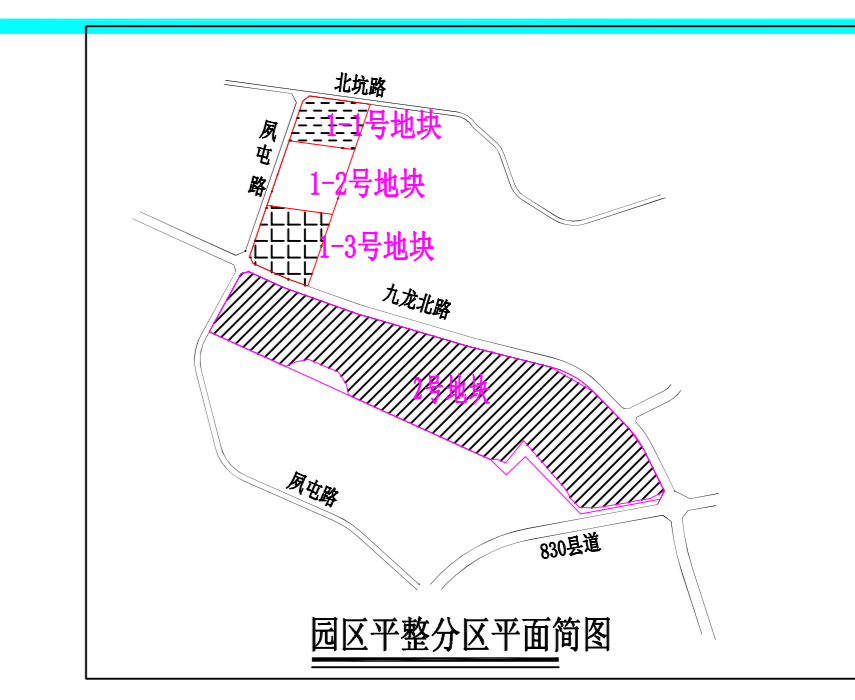 北坑路
夙屯路
1-1号地块
1-2号地块
1-3号地块
九龙北路
2号地块
夙屯路
830县道
园区平整分区平面简图